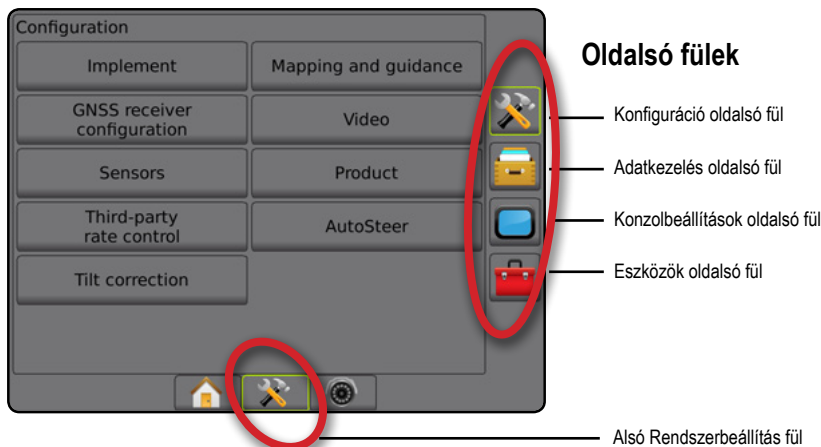 Configuration
Implement
Mapping and guidance
GNSS receiver
configuration
Video
Sensors
Product
Third-party
rate control
AutoSteer
Tilt correction
Oldalsó fülek
Konfiguráció oldalsó fül
Adatkezelés oldalsó fül
Konzolbeállítások oldalsó fül
Eszközök oldalsó fül
Alsó Rendszerbeállítás fül